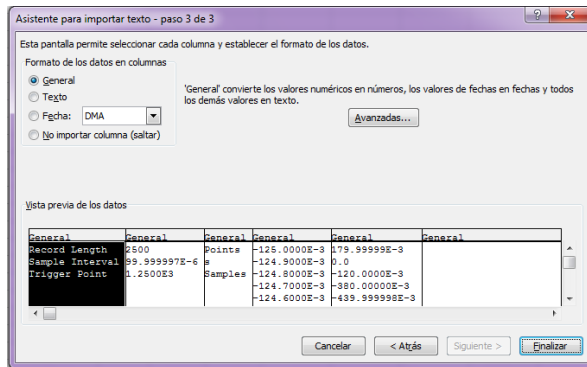 Asistente para importar texto - paso 3 de 3
Esta pantalla permite seleccionar cada columna y establecer el formato de los datos.
Formato de los datos en columnas
General
Texto
Fecha: DMA
No importar columna (saltar)
'General' convierte los valores numéricos en números, los valores de fechas en fechas y todos
los demás valores en texto.
Avanzadas...
Vista previa de los datos
General General General General General General
Record Length 2500 Points -125.0000E-3 179.99999E-3
Sample Interval 99.999997E-6 s -124.9000E-3 0.0
Trigger Point 1.2500E3 Samples -124.8000E-3 -120.0000E-3
-124.7000E-3 -380.00000E-3
-124.6000E-3 -439.999998E-3
Cancelar < Atrás Siguiente > Finalizar